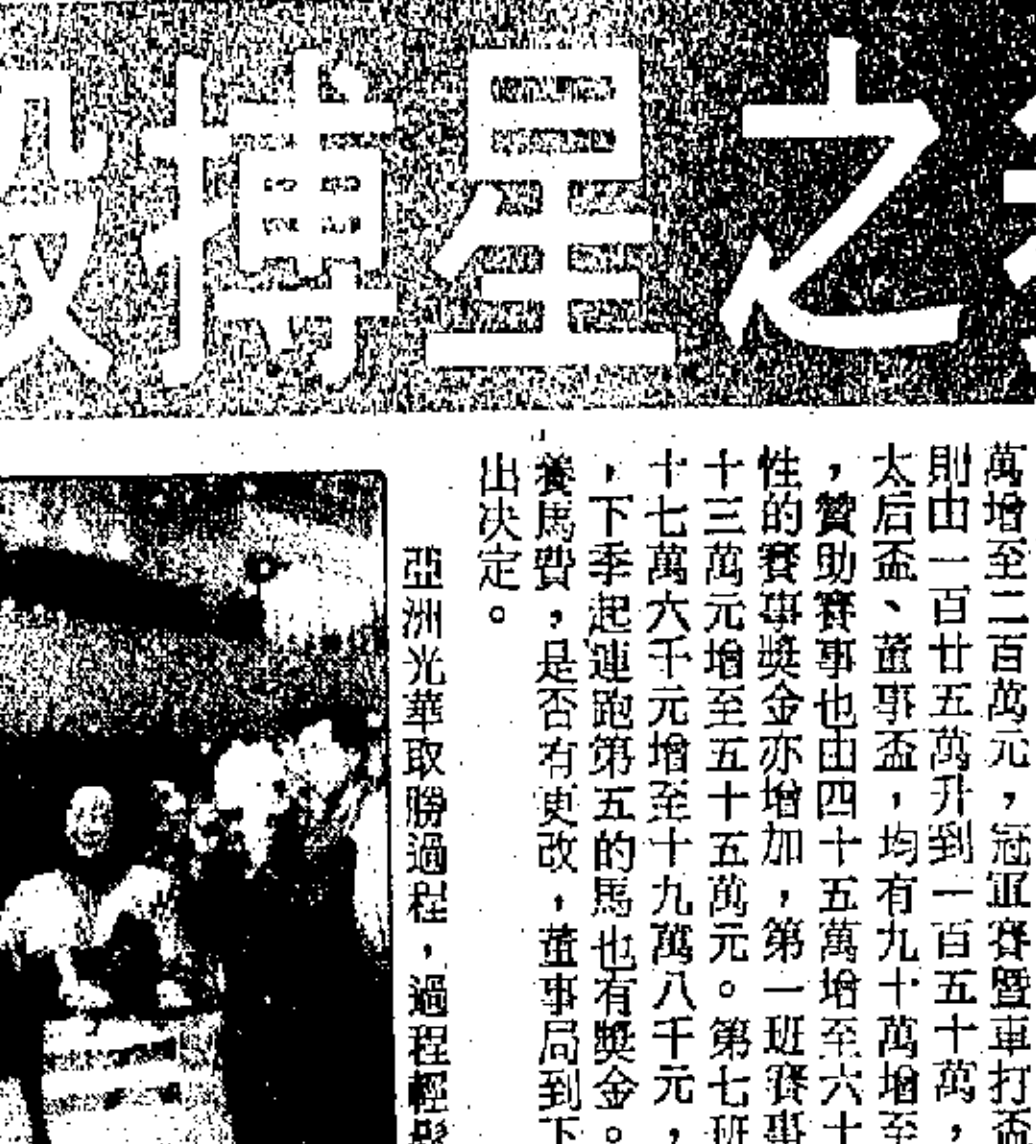 之星搏殺
萬增至二百萬元，冠軍賽暨車打盃
則由一百廿五萬升到一百五十萬，
太后盃、董事盃，均有九十萬增至
，贊助賽事也由四十五萬增至六十
性的賽事獎金亦增加，第一班賽事
十三萬元增至五十五萬元。第七班
十七萬六千元增至十九萬八千元，
，下季起連跑第五的馬也有獎金。
養馬費，是否有更改，董事局到下
出决定。
亞洲光華取勝過程，過程輕鬆